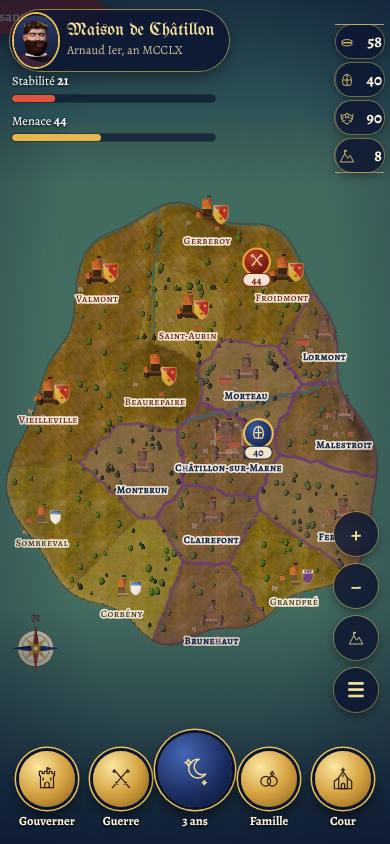 Maison de Châtillon
Arnaud Ier, an MCCLX
58
Stabilité 21
40
Menace 44
90
8
Gerberoy
44
Valmont
Froidmont
Saint-Aubin
Lormont
Beaurepaire
Morteau
Vieilleville
40
Malestroit
Châtillon-sur-Marne
Montbrun
Sombreval
Clairefont
Fer
Grandpré
Corbény
Brunehaut
Gouverner
Guerre
3 ans
Famille
Cour